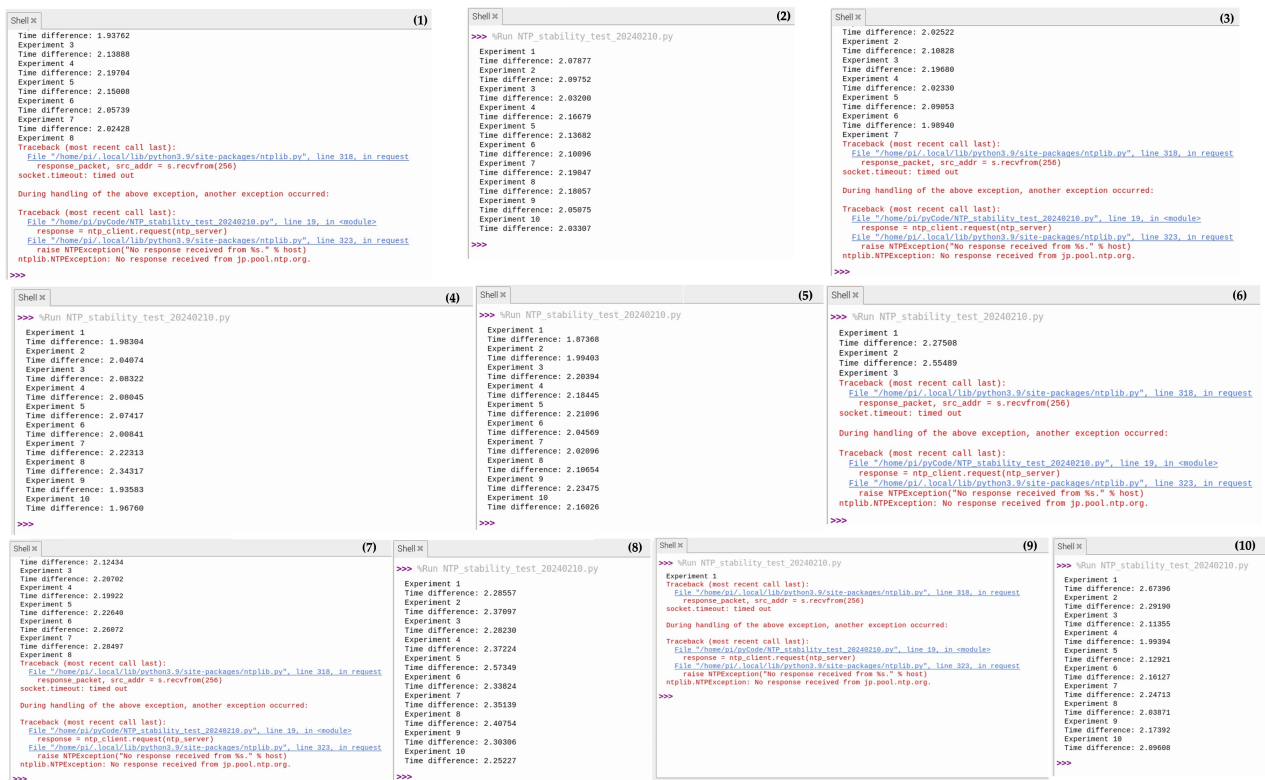 Shell ✖ (1)
Time difference: 1.93762
Experiment 3
Time difference: 2.13888
Experiment 4
Time difference: 2.19704
Experiment 5
Time difference: 2.15008
Experiment 6
Time difference: 2.05739
Experiment 7
Time difference: 2.02428
Experiment 8
Traceback (most recent call last):
File "/home/pi/.local/lib/python3.9/site-packages/ntplib.py", line 318, in request
response_packet, src_addr = s.recvfrom(256)
socket.timeout: timed out
During handling of the above exception, another exception occurred:
Traceback (most recent call last):
File "/home/pi/pyCode/NTP_stability_test_20240210.py", line 19, in <module>
response = ntp_client.request(ntp_server)
File "/home/pi/.local/lib/python3.9/site-packages/ntplib.py", line 323, in request
raise NTPException("No response received from %s." % host)
ntplib.NTPException: No response received from jp.pool.ntp.org.
>>>
Shell ✖ (2)
>>> %Run NTP_stability_test_20240210.py
Experiment 1
Time difference: 2.07877
Experiment 2
Time difference: 2.09752
Experiment 3
Time difference: 2.03200
Experiment 4
Time difference: 2.16679
Experiment 5
Time difference: 2.13682
Experiment 6
Time difference: 2.10096
Experiment 7
Time difference: 2.19047
Experiment 8
Time difference: 2.18057
Experiment 9
Time difference: 2.05075
Experiment 10
Time difference: 2.03307
>>>
Shell ✖ (3)
Time difference: 2.02522
Experiment 2
Time difference: 2.10828
Experiment 3
Time difference: 2.19680
Experiment 4
Time difference: 2.02330
Experiment 5
Time difference: 2.09053
Experiment 6
Time difference: 1.98940
Experiment 7
Traceback (most recent call last):
File "/home/pi/.local/lib/python3.9/site-packages/ntplib.py", line 318, in request
response_packet, src_addr = s.recvfrom(256)
socket.timeout: timed out
During handling of the above exception, another exception occurred:
Traceback (most recent call last):
File "/home/pi/pyCode/NTP_stability_test_20240210.py", line 19, in <module>
response = ntp_client.request(ntp_server)
File "/home/pi/.local/lib/python3.9/site-packages/ntplib.py", line 323, in request
raise NTPException("No response received from %s." % host)
ntplib.NTPException: No response received from jp.pool.ntp.org.
>>>
Shell ✖ (4)
>>> %Run NTP_stability_test_20240210.py
Experiment 1
Time difference: 1.98304
Experiment 2
Time difference: 2.04074
Experiment 3
Time difference: 2.08322
Experiment 4
Time difference: 2.08045
Experiment 5
Time difference: 2.07417
Experiment 6
Time difference: 2.00841
Experiment 7
Time difference: 2.22313
Experiment 8
Time difference: 2.34317
Experiment 9
Time difference: 1.93583
Experiment 10
Time difference: 1.96760
>>>
Shell ✖ (5)
>>> %Run NTP_stability_test_20240210.py
Experiment 1
Time difference: 1.87368
Experiment 2
Time difference: 1.99403
Experiment 3
Time difference: 2.20394
Experiment 4
Time difference: 2.18445
Experiment 5
Time difference: 2.21096
Experiment 6
Time difference: 2.04569
Experiment 7
Time difference: 2.02096
Experiment 8
Time difference: 2.10654
Experiment 9
Time difference: 2.23475
Experiment 10
Time difference: 2.16026
>>>
Shell ✖ (6)
>>> %Run NTP_stability_test_20240210.py
Experiment 1
Time difference: 2.27508
Experiment 2
Time difference: 2.55489
Experiment 3
Traceback (most recent call last):
File "/home/pi/.local/lib/python3.9/site-packages/ntplib.py", line 318, in request
response_packet, src_addr = s.recvfrom(256)
socket.timeout: timed out
During handling of the above exception, another exception occurred:
Traceback (most recent call last):
File "/home/pi/pyCode/NTP_stability_test_20240210.py", line 19, in <module>
response = ntp_client.request(ntp_server)
File "/home/pi/.local/lib/python3.9/site-packages/ntplib.py", line 323, in request
raise NTPException("No response received from %s." % host)
ntplib.NTPException: No response received from jp.pool.ntp.org.
>>>
Shell ✖ (7)
Time difference: 2.12434
Experiment 3
Time difference: 2.20702
Experiment 4
Time difference: 2.19922
Experiment 5
Time difference: 2.22640
Experiment 6
Time difference: 2.26072
Experiment 7
Time difference: 2.28497
Experiment 8
Traceback (most recent call last):
File "/home/pi/.local/lib/python3.9/site-packages/ntplib.py", line 318, in request
response_packet, src_addr = s.recvfrom(256)
socket.timeout: timed out
During handling of the above exception, another exception occurred:
Traceback (most recent call last):
File "/home/pi/pyCode/NTP_stability_test_20240210.py", line 19, in <module>
response = ntp_client.request(ntp_server)
File "/home/pi/.local/lib/python3.9/site-packages/ntplib.py", line 323, in request
raise NTPException("No response received from %s." % host)
ntplib.NTPException: No response received from jp.pool.ntp.org.
>>>
Shell ✖ (8)
>>> %Run NTP_stability_test_20240210.py
Experiment 1
Time difference: 2.28557
Experiment 2
Time difference: 2.37097
Experiment 3
Time difference: 2.28230
Experiment 4
Time difference: 2.37224
Experiment 5
Time difference: 2.57349
Experiment 6
Time difference: 2.33824
Experiment 7
Time difference: 2.35139
Experiment 8
Time difference: 2.40754
Experiment 9
Time difference: 2.30306
Experiment 10
Time difference: 2.25227
>>>
Shell ✖ (9)
>>> %Run NTP_stability_test_20240210.py
Experiment 1
Traceback (most recent call last):
File "/home/pi/.local/lib/python3.9/site-packages/ntplib.py", line 318, in request
response_packet, src_addr = s.recvfrom(256)
socket.timeout: timed out
During handling of the above exception, another exception occurred:
Traceback (most recent call last):
File "/home/pi/pyCode/NTP_stability_test_20240210.py", line 19, in <module>
response = ntp_client.request(ntp_server)
File "/home/pi/.local/lib/python3.9/site-packages/ntplib.py", line 323, in request
raise NTPException("No response received from %s." % host)
ntplib.NTPException: No response received from jp.pool.ntp.org.
>>>
Shell ✖ (10)
>>> %Run NTP_stability_test_20240210.py
Experiment 1
Time difference: 2.67396
Experiment 2
Time difference: 2.29190
Experiment 3
Time difference: 2.11355
Experiment 4
Time difference: 1.99394
Experiment 5
Time difference: 2.12921
Experiment 6
Time difference: 2.16127
Experiment 7
Time difference: 2.24713
Experiment 8
Time difference: 2.03871
Experiment 9
Time difference: 2.17392
Experiment 10
Time difference: 2.09608
>>>